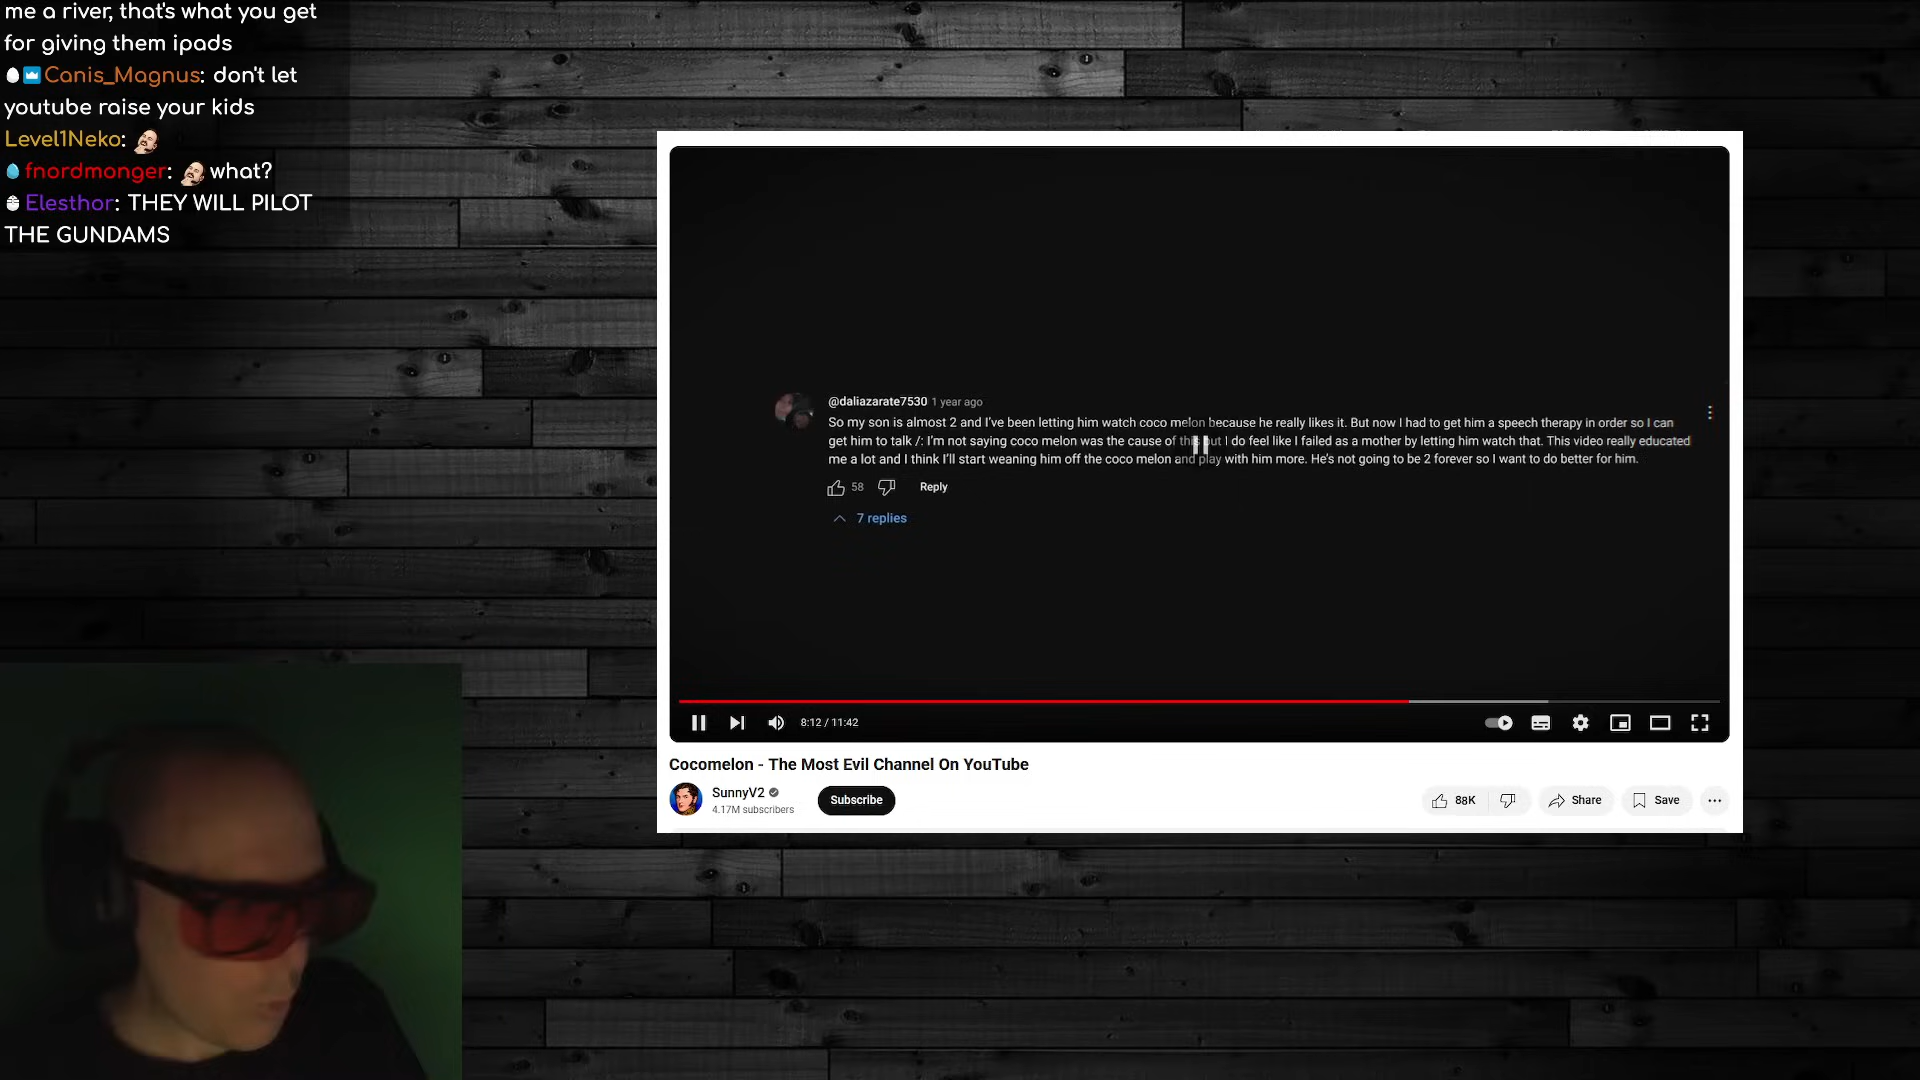 me a river, that's what you get
for giving them ipads
Canis_Magnus: don't let
youtube raise your kids
Level1Neko:
fnordmonger: what?
Elesthor: THEY WILL PILOT
THE GUNDAMS
@daliazarate7530 1 year ago
So my son is almost 2 and I've been letting him watch coco melon because he really likes it. But now I had to get him a speech therapy in order so I can
get him to talk /: I'm not saying coco melon was the cause of this but I do feel like I failed as a mother by letting him watch that. This video really educated
me a lot and I think I'll start weaning him off the coco melon and play with him more. He's not going to be 2 forever so I want to do better for him.
58 Reply
7 replies
8:12 / 11:42
Cocomelon - The Most Evil Channel On YouTube
SunnyV2
4.17M subscribers
Subscribe
88K
Share
Save